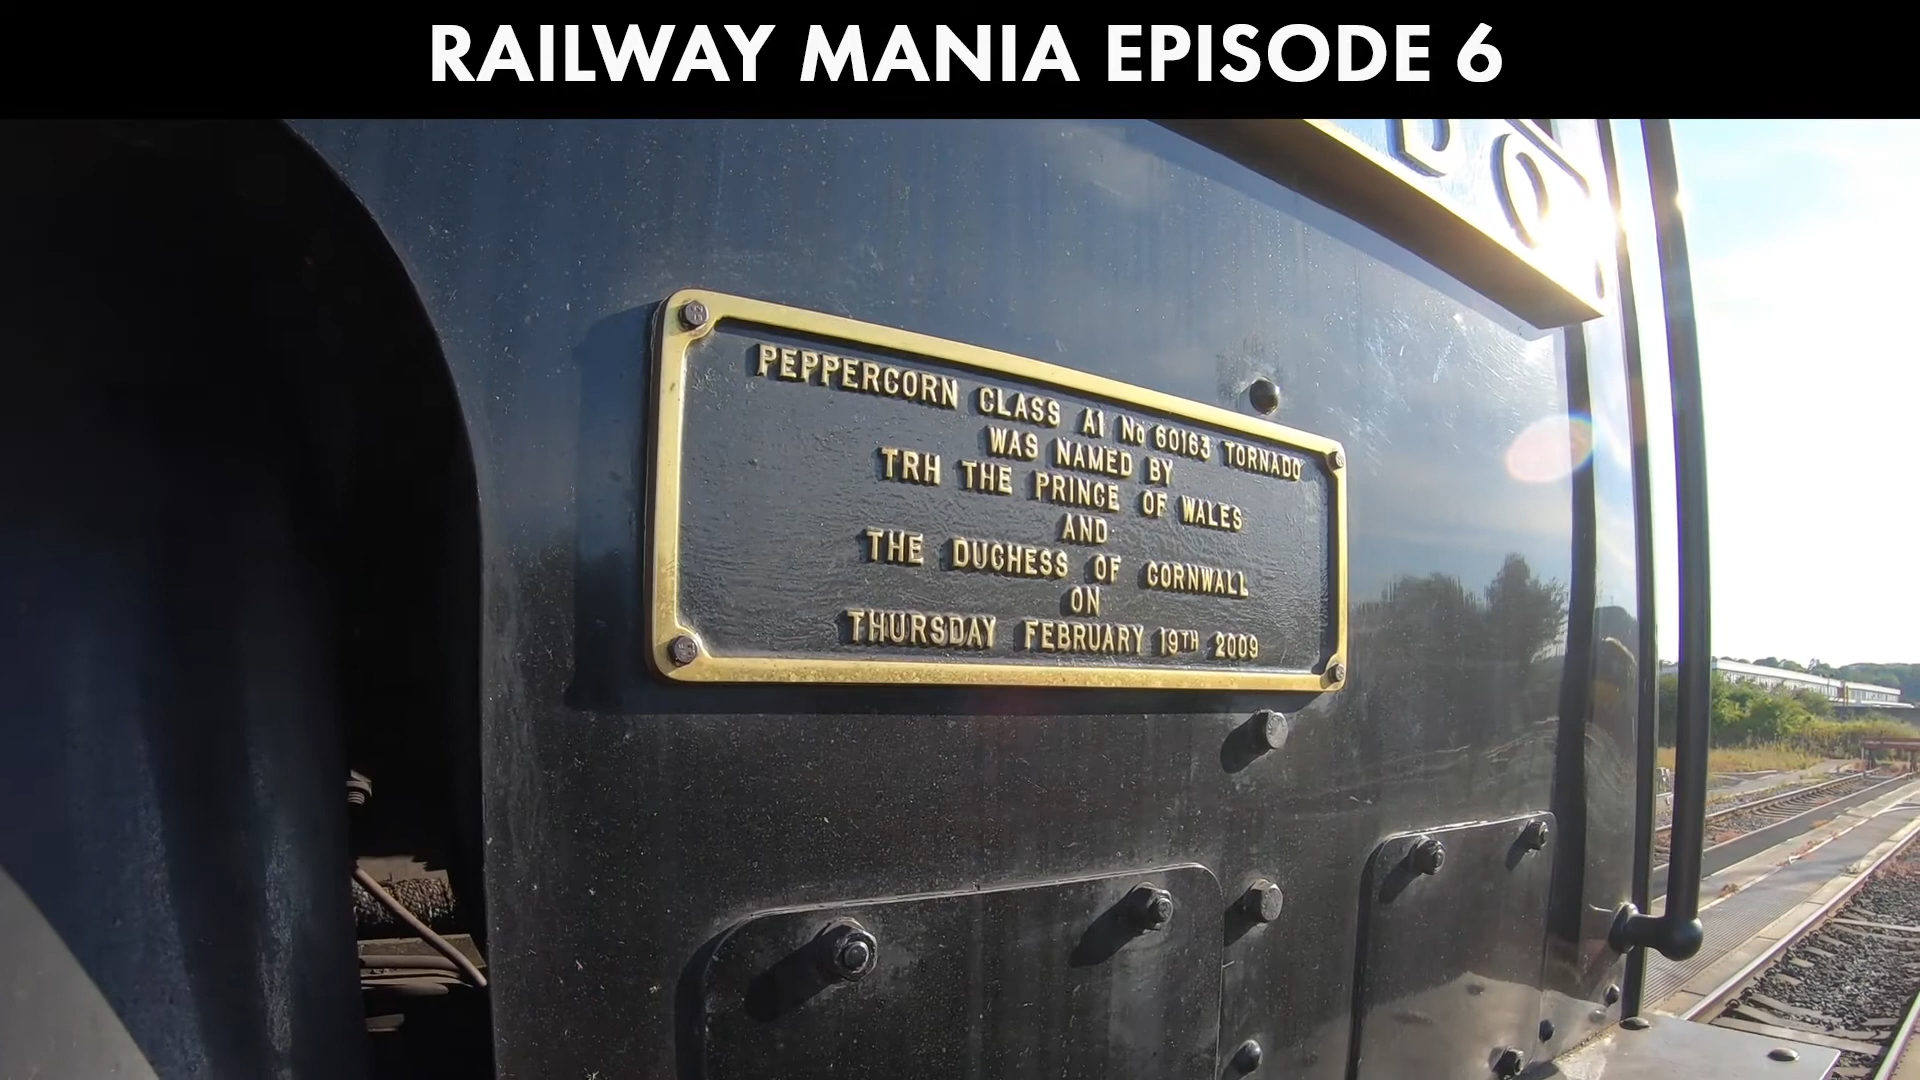 RAILWAY MANIA EPISODE 6
PEPPERCORN CLASS A1 No 60163 TORNADO
WAS NAMED BY
TRH THE PRINCE OF WALES
AND
THE DUCHESS OF CORNWALL
ON
THURSDAY FEBRUARY 19TH 2009